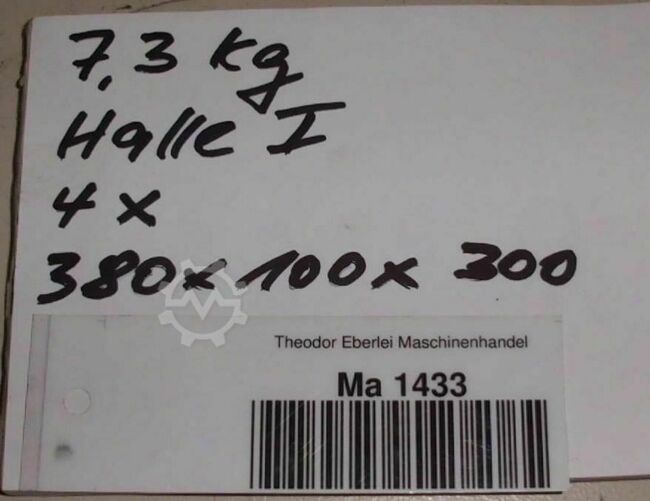 7,3 kg
Halle I
4 x
380 x 100 x 300
Theodor Eberlei Maschinenhandel
Ma 1433